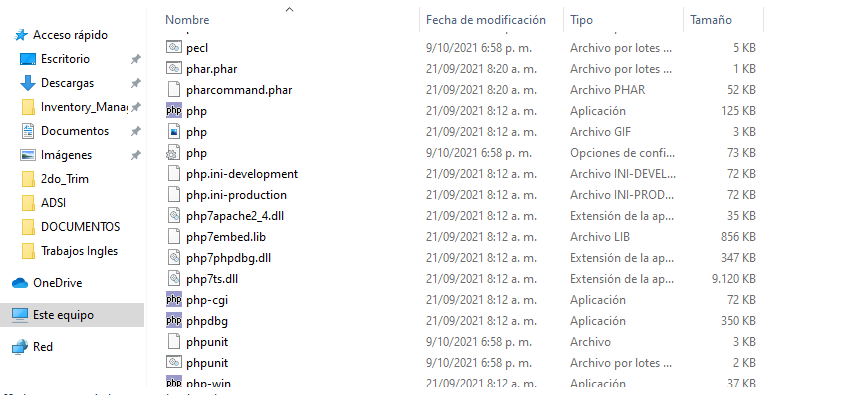 Nombre Fecha de modificación Tipo Tamaño
Acceso rápido
Escritorio
Descargas
Inventory_Manag
Documentos
Imágenes
2do_Trim
ADSI
DOCUMENTOS
Trabajos Ingles
OneDrive
Este equipo
Red
pecl 9/10/2021 6:58 p. m. Archivo por lotes ... 5 KB
phar.phar 21/09/2021 8:20 a. m. Archivo por lotes ... 1 KB
pharcommand.phar 21/09/2021 8:20 a. m. Archivo PHAR 52 KB
php php 21/09/2021 8:12 a. m. Aplicación 125 KB
php 21/09/2021 8:12 a. m. Archivo GIF 3 KB
php 9/10/2021 6:58 p. m. Opciones de confi... 73 KB
php.ini-development 21/09/2021 8:12 a. m. Archivo INI-DEVEL... 72 KB
php.ini-production 21/09/2021 8:12 a. m. Archivo INI-PROD... 72 KB
php7apache2_4.dll 21/09/2021 8:12 a. m. Extensión de la ap... 35 KB
php7embed.lib 21/09/2021 8:12 a. m. Archivo LIB 856 KB
php7phpdbg.dll 21/09/2021 8:12 a. m. Extensión de la ap... 347 KB
php7ts.dll 21/09/2021 8:12 a. m. Extensión de la ap... 9.120 KB
php php-cgi 21/09/2021 8:12 a. m. Aplicación 72 KB
php phpdbg 21/09/2021 8:12 a. m. Aplicación 350 KB
phpunit 9/10/2021 6:58 p. m. Archivo 3 KB
phpunit 9/10/2021 6:58 p. m. Archivo por lotes ... 2 KB
php php-win 21/09/2021 8:12 a. m. Aplicación 37 KB